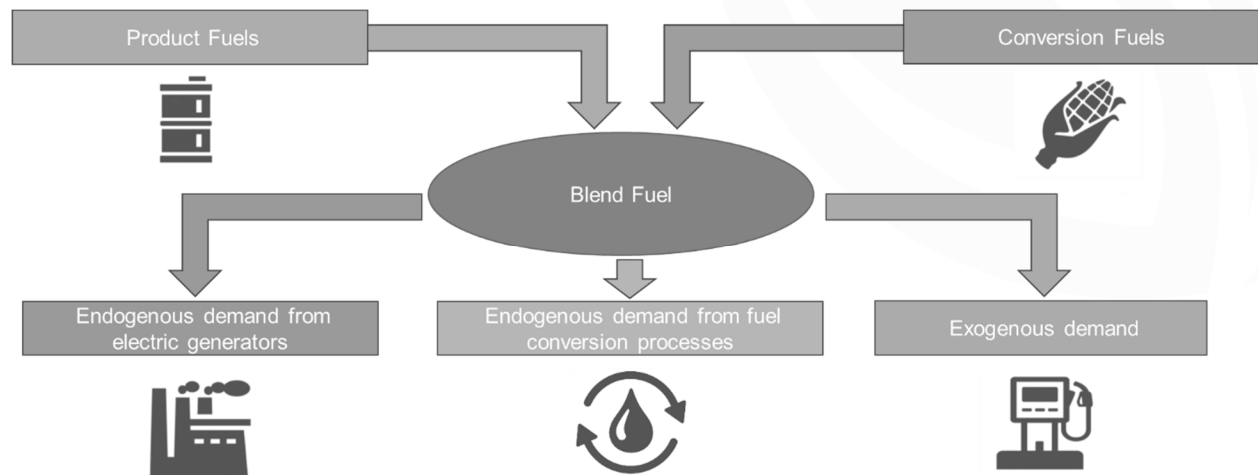 Product Fuels
Conversion Fuels
Blend Fuel
Endogenous demand from
electric generators
Endogenous demand from fuel
conversion processes
Exogenous demand